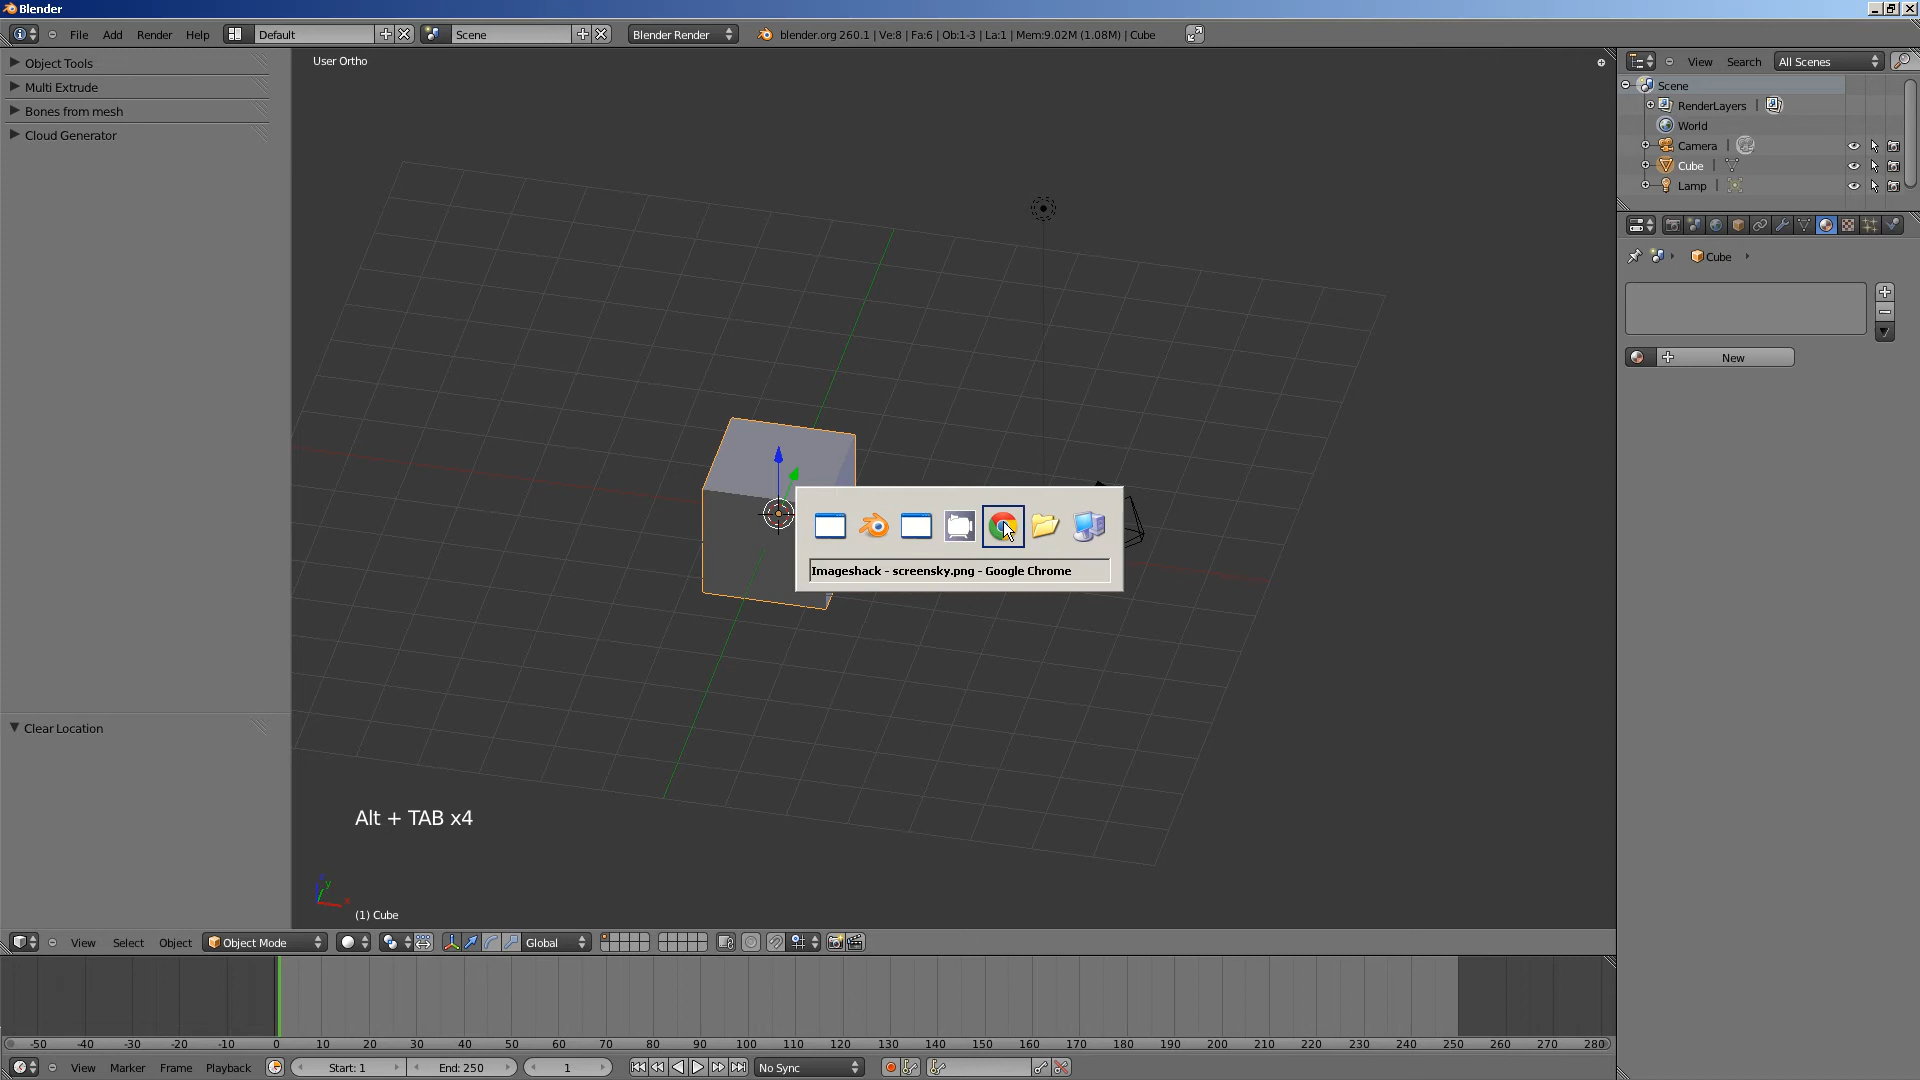 Blender
File Add Render Help Default Scene Blender Render blender.org 260.1 | Ve:8 | Fa:6 | Ob:1-3 | La:1 | Mem:9.02M (1.08M) | Cube
Object Tools
Multi Extrude
Bones from mesh
Cloud Generator
User Ortho
View Search All Scenes
Scene
RenderLayers
World
Camera
Cube
Lamp
Cube
New
Imageshack - screensky.png - Google Chrome
Clear Location
Alt + TAB x4
z
y
x
(1) Cube
View Select Object Object Mode Global
-50 -40 -30 -20 -10 0 10 20 30 40 50 60 70 80 90 100 110 120 130 140 150 160 170 180 190 200 210 220 230 240 250 260 270 280
View Marker Frame Playback Start: 1 End: 250 1 No Sync